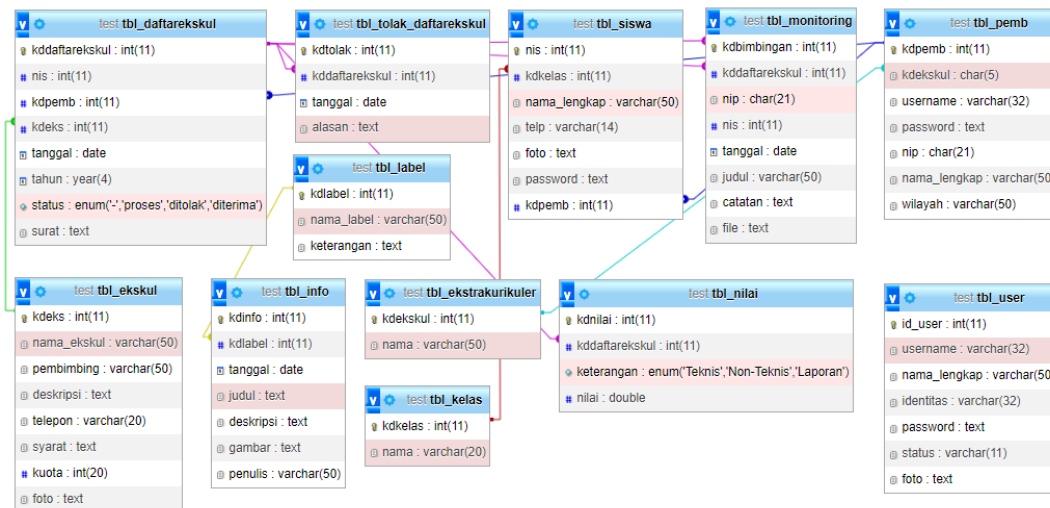 test tbl_daftarekskul
kddaftarekskul : int(11)
nis : int(11)
kdpemb : int(11)
kdeks : int(11)
tanggal : date
tahun : year(4)
status : enum('-','proses','ditolak','diterima')
surat : text
test tbl_tolak_daftarekskul
kdtolak : int(11)
kddaftarekskul : int(11)
tanggal : date
alasan : text
test tbl_siswa
nis : int(11)
kdkelas : int(11)
nama_lengkap : varchar(50)
telp : varchar(14)
foto : text
password : text
kdpemb : int(11)
test tbl_monitoring
kdbimbingan : int(11)
kddaftarekskul : int(11)
nip : char(21)
nis : int(11)
tanggal : date
judul : varchar(50)
catatan : text
file : text
test tbl_pemb
kdpemb : int(11)
kdekskul : char(5)
username : varchar(32)
password : text
nip : char(21)
nama_lengkap : varchar(50)
wilayah : varchar(50)
test tbl_label
kdlabel : int(11)
nama_label : varchar(50)
keterangan : text
test tbl_ekskul
kdeks : int(11)
nama_ekskul : varchar(50)
pembimbing : varchar(50)
deskripsi : text
telepon : varchar(20)
syarat : text
kuota : int(20)
foto : text
test tbl_info
kdinfo : int(11)
kdlabel : int(11)
tanggal : date
judul : text
deskripsi : text
gambar : text
penulis : varchar(50)
test tbl_ekstrakurikuler
kdekskul : int(11)
nama : varchar(50)
test tbl_kelas
kdkelas : int(11)
nama : varchar(20)
test tbl_nilai
kdnilai : int(11)
kddaftarekskul : int(11)
keterangan : enum('Teknis','Non-Teknis','Laporan')
nilai : double
test tbl_user
id_user : int(11)
username : varchar(32)
nama_lengkap : varchar(50)
identitas : varchar(32)
password : text
status : varchar(11)
foto : text